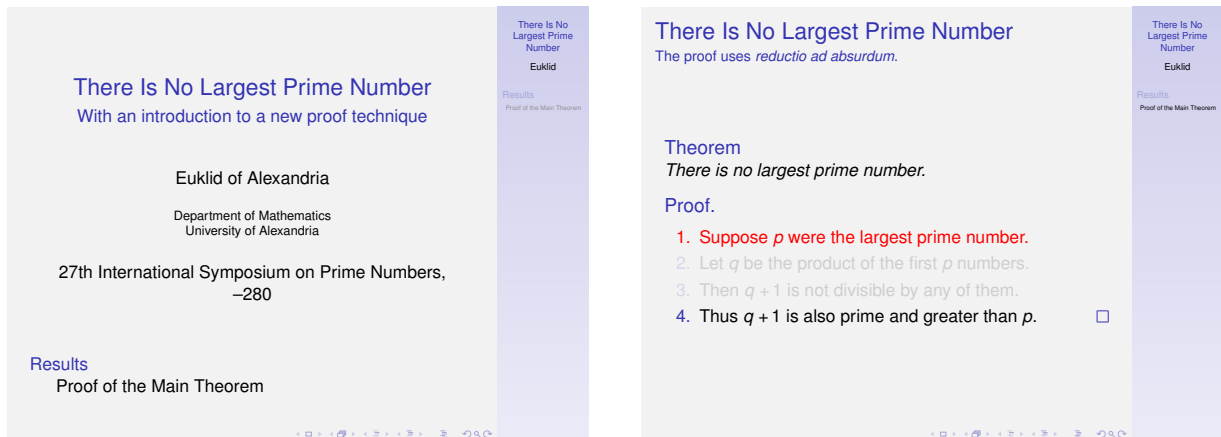 There Is No Largest Prime Number
With an introduction to a new proof technique
Euklid of Alexandria
Department of Mathematics
University of Alexandria
27th International Symposium on Prime Numbers,
–280
Results
Proof of the Main Theorem
There Is No
Largest Prime
Number
Euklid
Results
Proof of the Main Theorem
There Is No Largest Prime Number
The proof uses reductio ad absurdum.
Theorem
There is no largest prime number.
Proof.
1. Suppose p were the largest prime number.
2. Let q be the product of the first p numbers.
3. Then q + 1 is not divisible by any of them.
4. Thus q + 1 is also prime and greater than p. □
There Is No
Largest Prime
Number
Euklid
Results
Proof of the Main Theorem